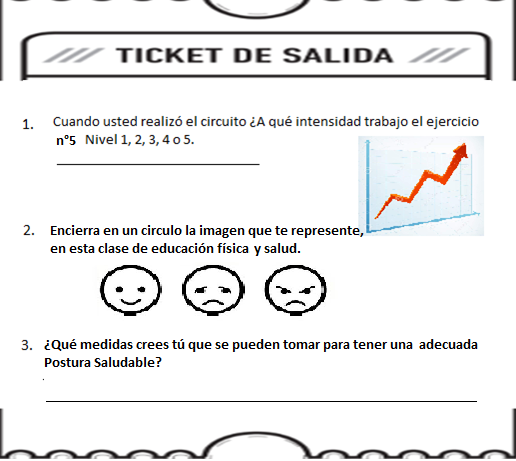 TICKET DE SALIDA
1. Cuando usted realizó el circuito ¿A qué intensidad trabajo el ejercicio
n°5 Nivel 1, 2, 3, 4 o 5.
2. Encierra en un circulo la imagen que te represente,
en esta clase de educación física y salud.
3. ¿Qué medidas crees tú que se pueden tomar para tener una adecuada
Postura Saludable?